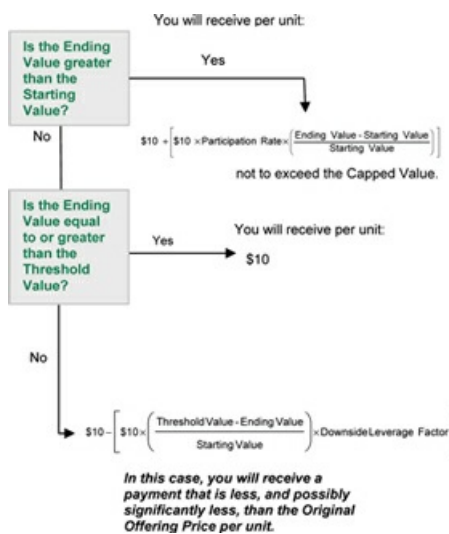 You will receive per unit:
Is the Ending
Value greater
than the
Starting
Value?
Yes
$10 + [$10 ×Participation Rate×(Ending Value - Starting Value / Starting Value)]
not to exceed the Capped Value.
No
Is the Ending
Value equal
to or greater
than the
Threshold
Value?
Yes
You will receive per unit:
$10
No
$10 – [$10×(Threshold Value - Ending Value / Starting Value)×Downside Leverage Factor
In this case, you will receive a
payment that is less, and possibly
significantly less, than the Original
Offering Price per unit.